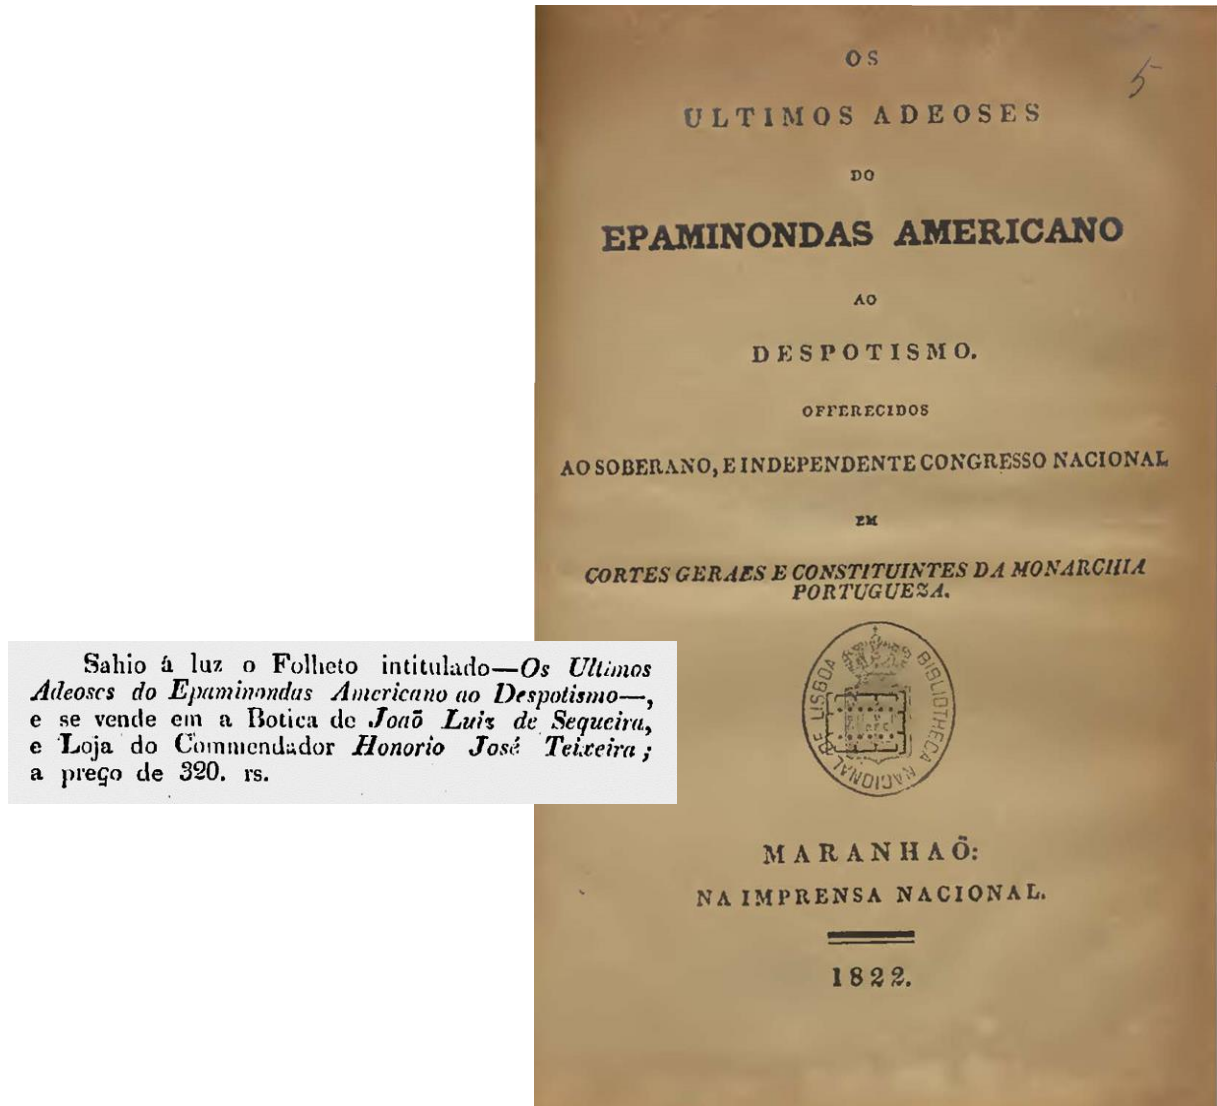 OS
5
ULTIMOS ADEOSES
DO
EPAMINONDAS AMERICANO
AO
DESPOTISMO.
OFFERECIDOS
AO SOBERANO, E INDEPENDENTE CONGRESSO NACIONAL
EM
CORTES GERAES E CONSTITUINTES DA MONARCHIA
PORTUGUEZA.
BIBLIOTHECA NACIONAL DE LISBOA
MARANHAÕ:
NA IMPRENSA NACIONAL.
1822.
Sahio á luz o Folheto intitulado—Os Ultimos
Adeoses do Epaminondas Americano ao Despotismo—,
e se vende em a Botica de Joaõ Luiz de Sequeira,
e Loja do Commendador Honorio José Teixeira;
a preço de 320. rs.